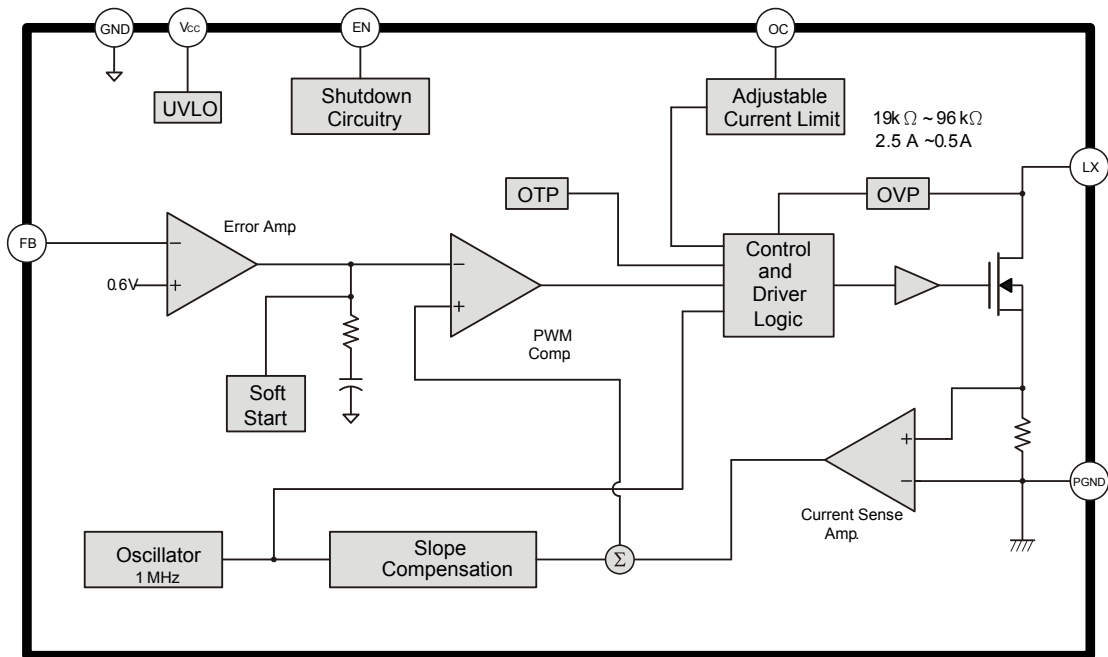 GND
Vcc
EN
OC
UVLO
Shutdown
Circuitry
Adjustable
Current Limit
19k Ω ~ 96 kΩ
2.5 A ~0.5A
LX
OTP
OVP
FB
Error Amp
−
+
0.6V
−
+
PWM
Comp.
Control
and
Driver
Logic
Soft
Start
+
−
Current Sense
Amp.
PGND
Oscillator
1 MHz
Slope
Compensation
Σ